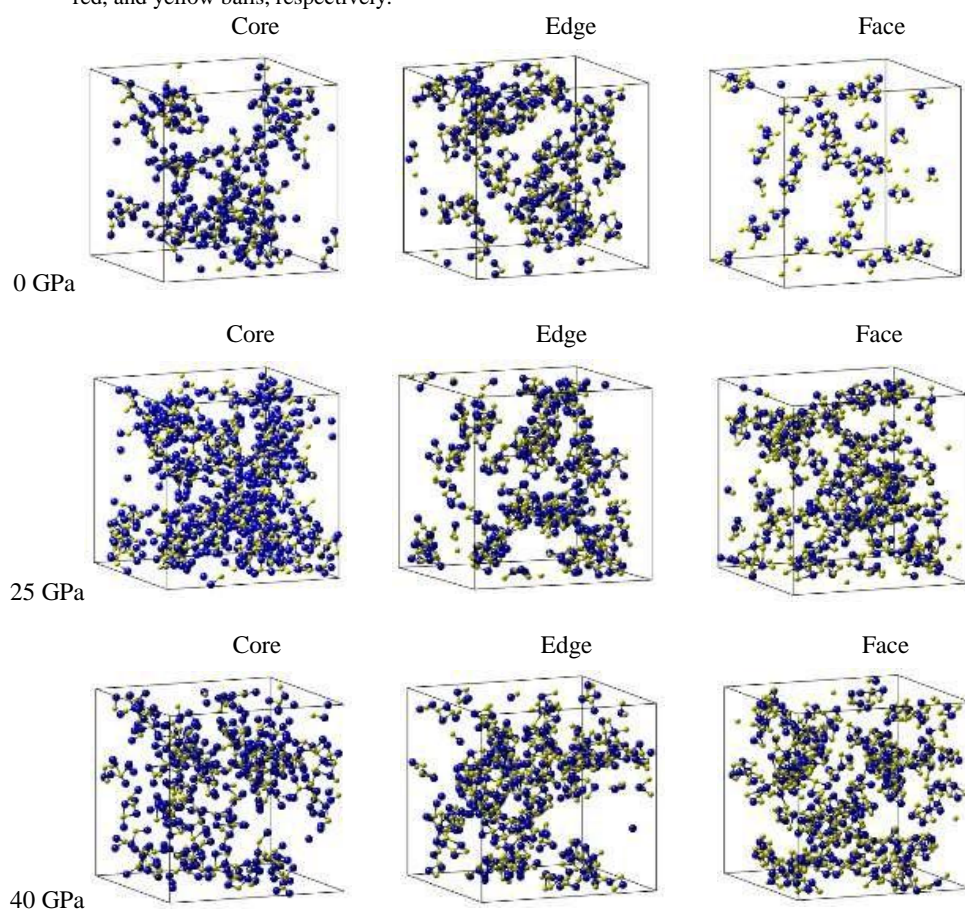 red, and yellow balls, respectively.
Core Edge Face
0 GPa
Core Edge Face
25 GPa
Core Edge Face
40 GPa